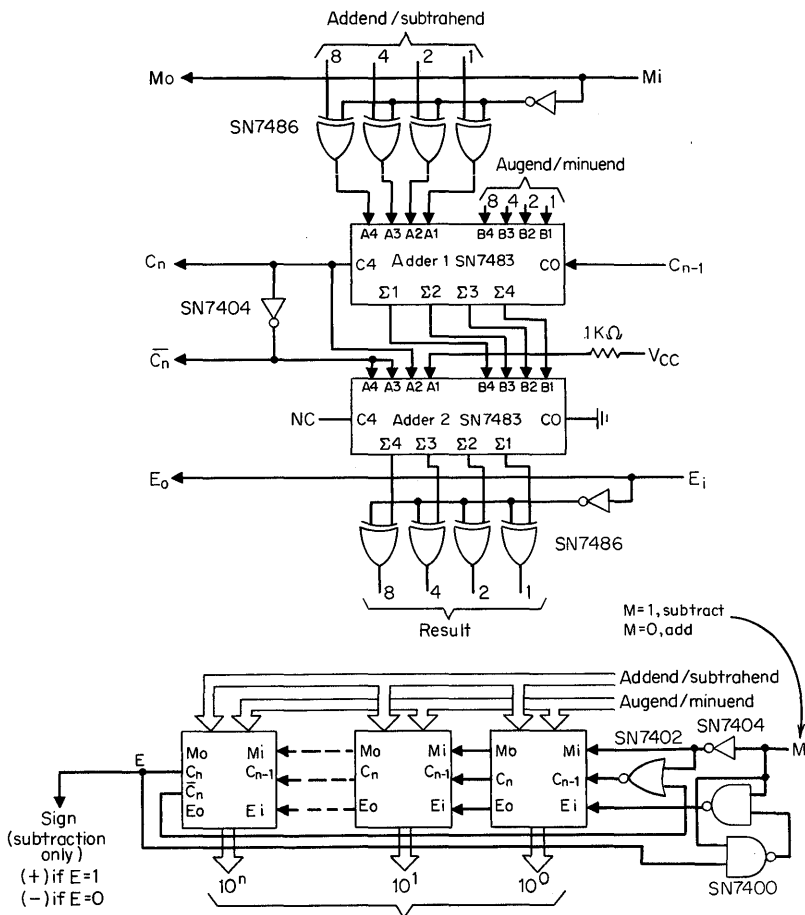 Addend/subtrahend
8 4 2 1
Mo Mi
SN7486
Augend/minuend
8 4 2 1
A4 A3 A2 A1 B4 B3 B2 B1
Cn C4 Adder 1 SN7483 C0 Cn-1
Σ1 Σ2 Σ3 Σ4
SN7404
.1KΩ
C̅n̅ VCC
A4 A3 A2 A1 B4 B3 B2 B1
NC C4 Adder 2 SN7483 C0
Σ4 Σ3 Σ2 Σ1
Eo Ei
SN7486
8 4 2 1
Result
M=1, subtract
M=0, add
Addend/subtrahend
Augend/minuend
SN7404
SN7402
E Mo Mi Mo Mi Mo Mi M
Cn Cn-1 Cn Cn-1 Cn Cn-1
C̅n
Eo Ei Eo Ei Eo Ei
Sign
(subtraction
only)
(+) if E=1
(−) if E=0
10ⁿ 10¹ 10⁰
SN7400